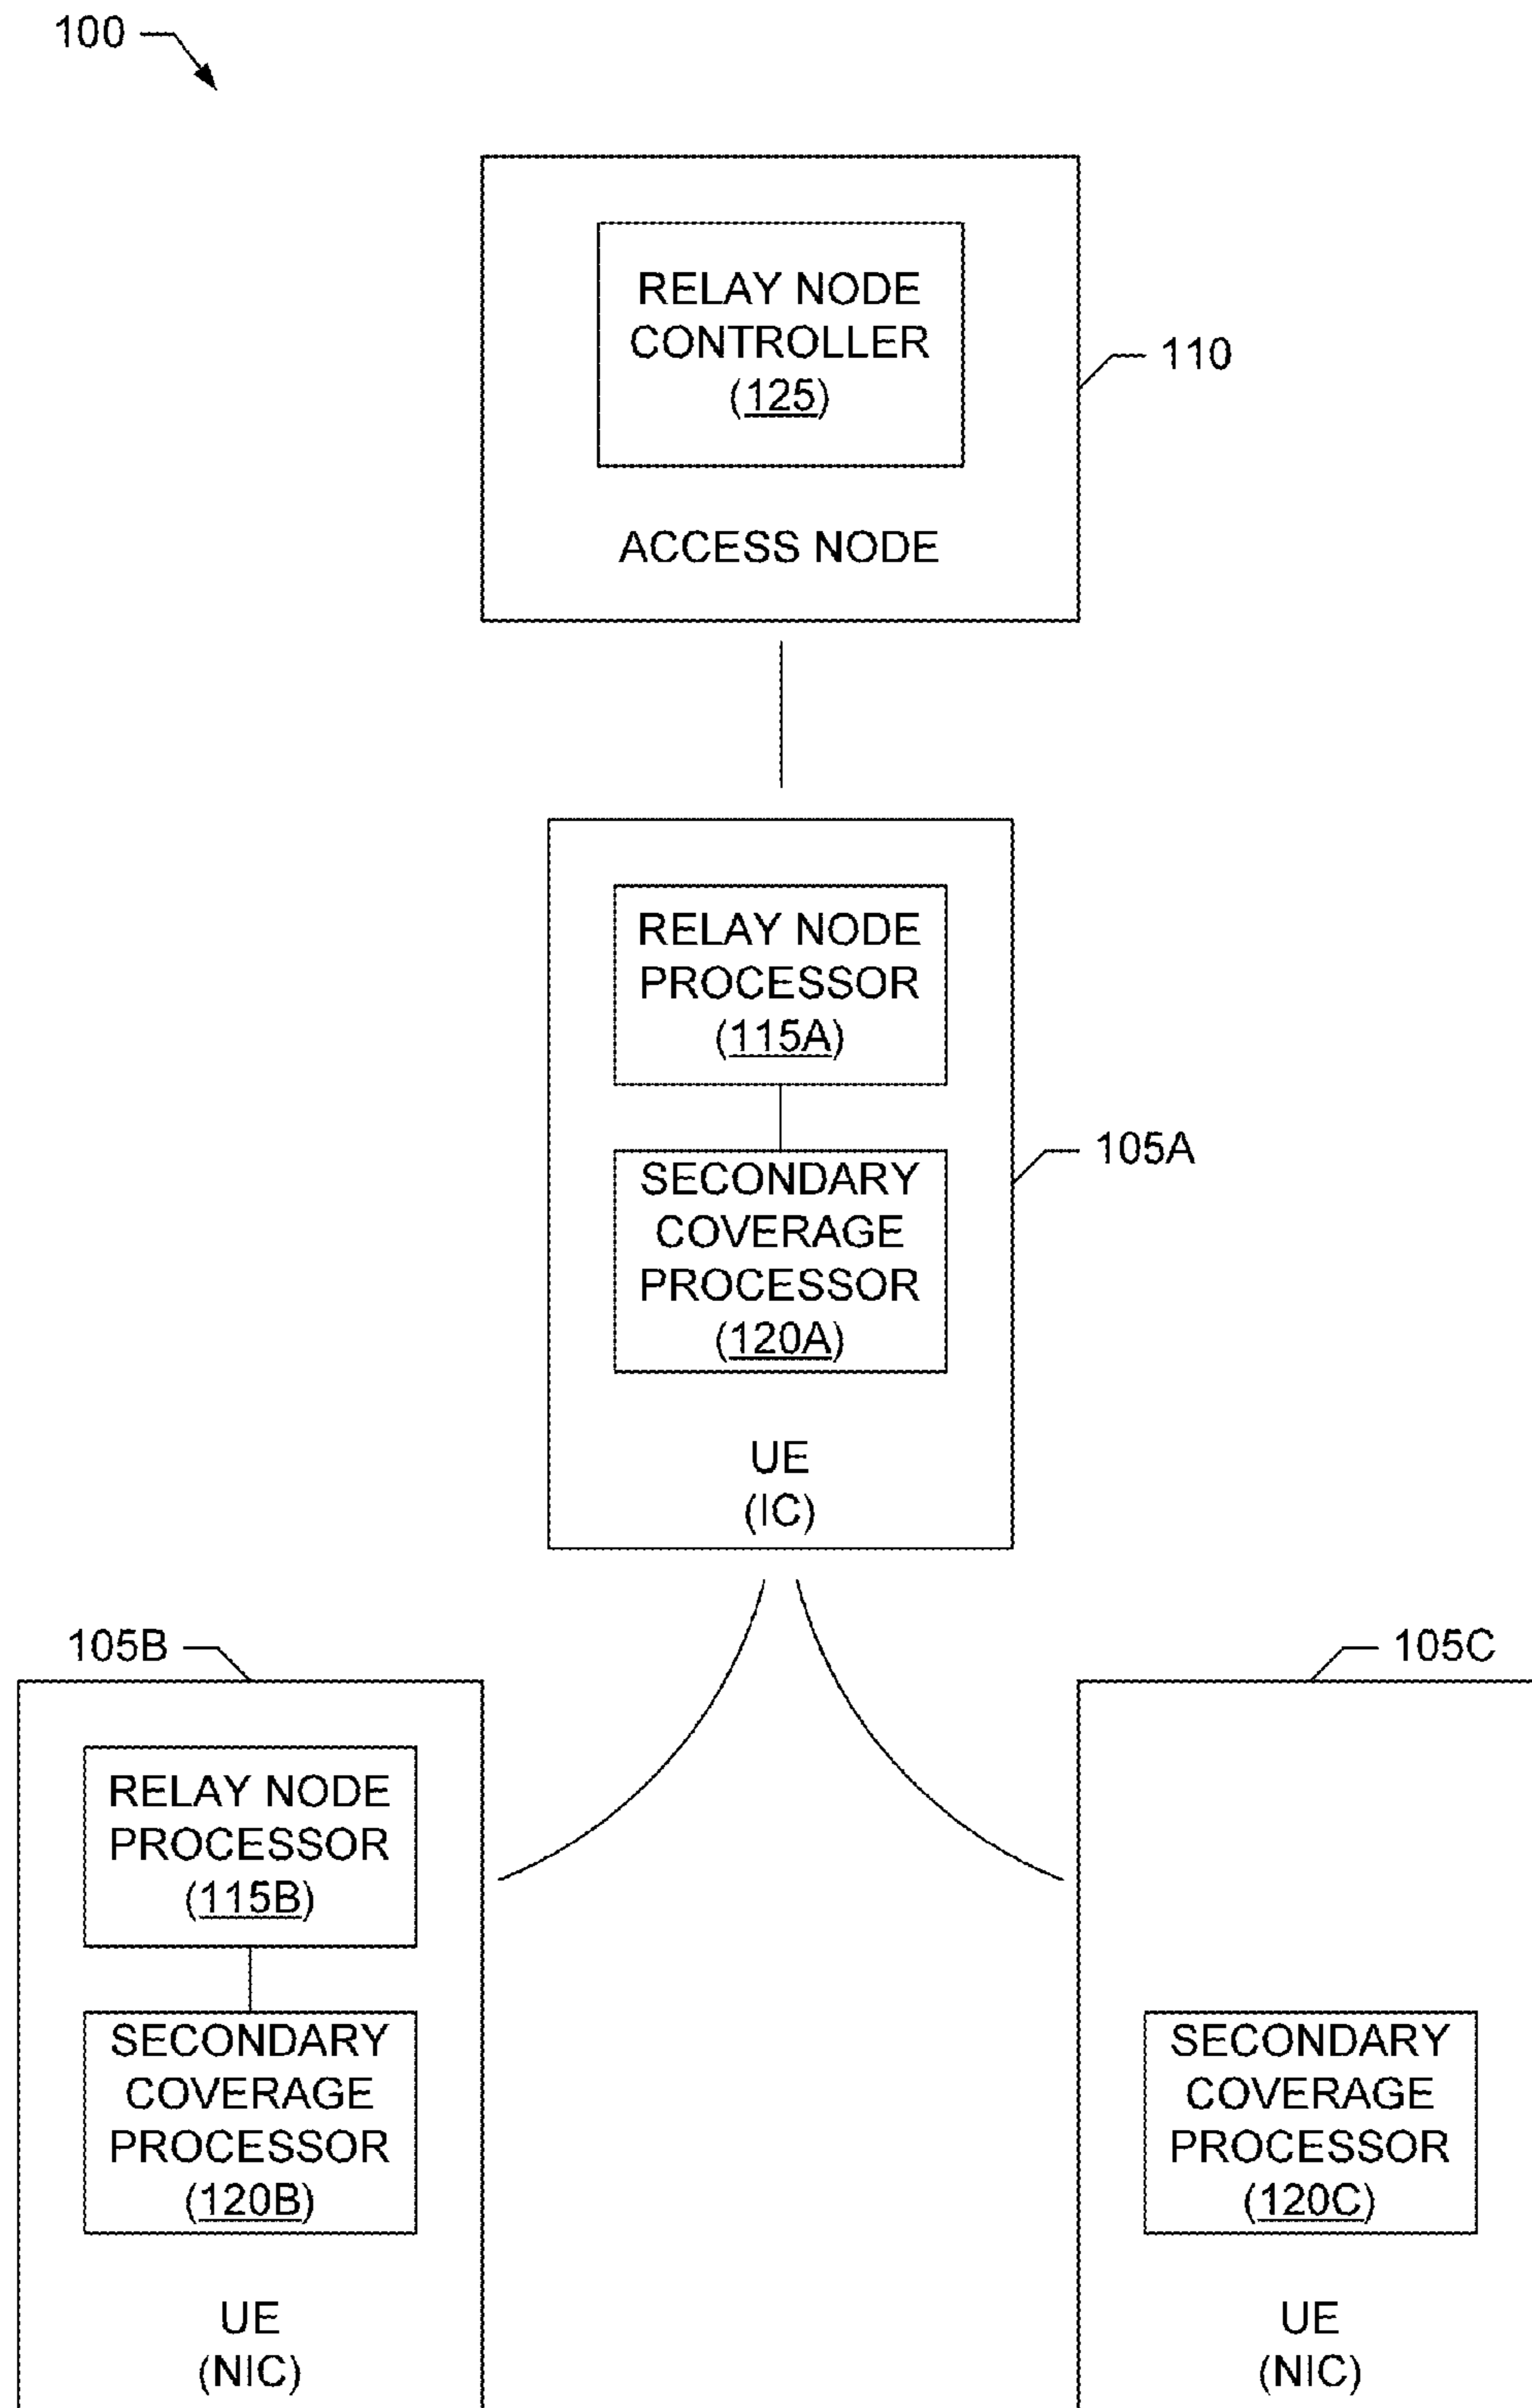 100
RELAY NODE
CONTROLLER
(125)
110
ACCESS NODE
RELAY NODE
PROCESSOR
(115A)
105A
SECONDARY
COVERAGE
PROCESSOR
(120A)
UE
(IC)
105B
RELAY NODE
PROCESSOR
(115B)
SECONDARY
COVERAGE
PROCESSOR
(120B)
UE
(NIC)
105C
SECONDARY
COVERAGE
PROCESSOR
(120C)
UE
(NIC)